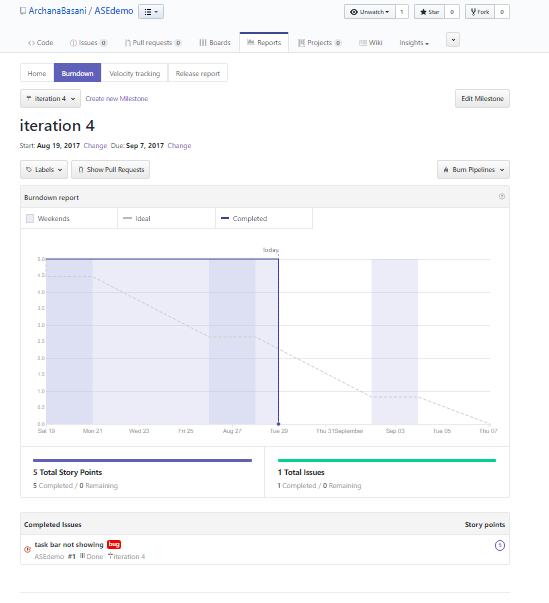 ArchanaBasani / ASEdemo
Unwatch 1 Star 0 Fork 0
Code Issues 0 Pull requests 0 Boards Reports Projects 0 Wiki Insights
Home Burndown Velocity tracking Release report
iteration 4 Create new Milestone Edit Milestone
iteration 4
Start: Aug 19, 2017 Change Due: Sep 7, 2017 Change
Labels Show Pull Requests Burn Pipelines
Burndown report
Weekends Ideal Completed
today
5.0
4.5
4.0
3.5
3.0
2.5
2.0
1.5
1.0
0.5
0.0
Sat 19 Mon 21 Wed 23 Fri 25 Aug 27 Tue 29 Thu 31September Sep 03 Tue 05 Thu 07
5 Total Story Points 1 Total Issues
5 Completed / 0 Remaining 1 Completed / 0 Remaining
Completed Issues Story points
task bar not showing bug 5
ASEdemo #1 Done iteration 4